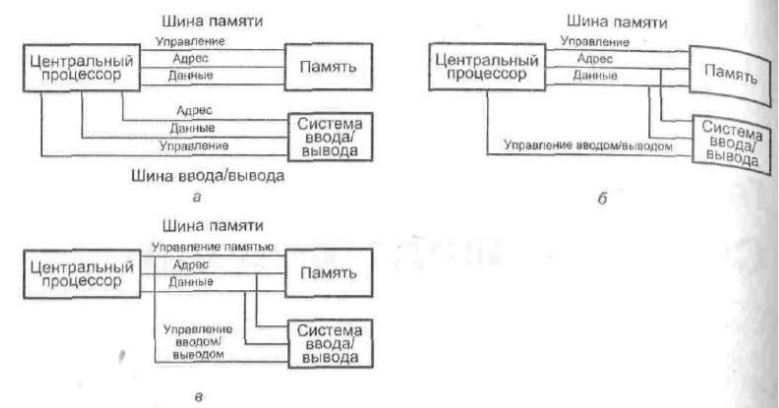 Шина памяти
Управление
Адрес
Данные
Центральный
процессор
Память
Адрес
Данные
Управление
Система
ввода/
вывода
Шина ввода/вывода
а
Шина памяти
Управление
Адрес
Данные
Центральный
процессор
Память
Система
ввода/
вывода
Управление вводом/выводом
б
Шина памяти
Управление памятью
Адрес
Данные
Центральный
процессор
Память
Управление
вводом/
выводом
Система
ввода/
вывода
в